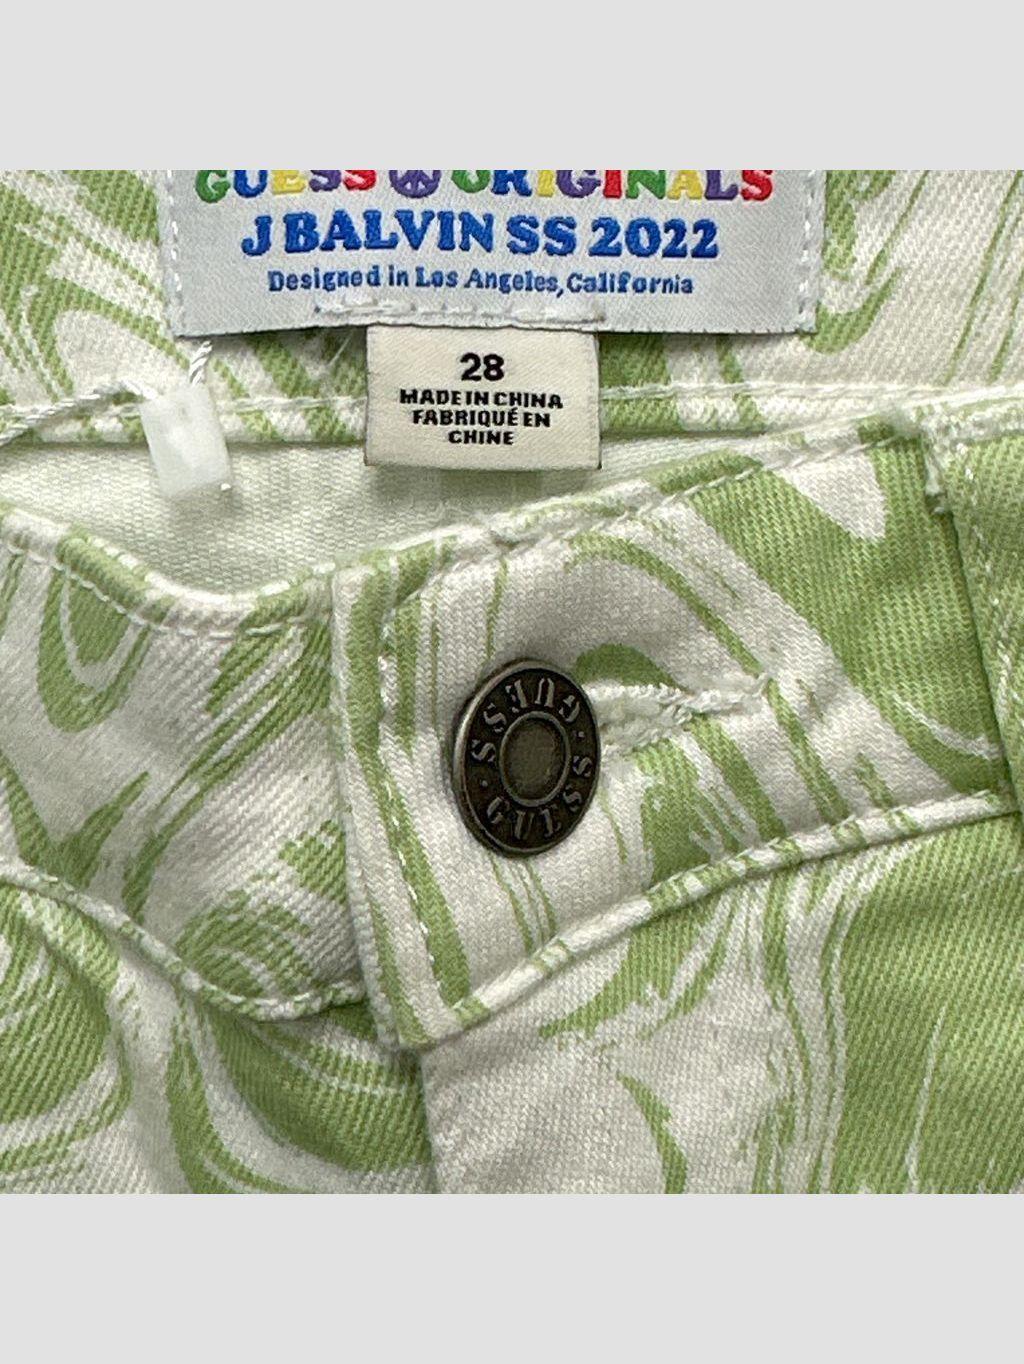 GUESS ORIGINALS
J BALVIN SS 2022
Designed in Los Angeles, California
28
MADE IN CHINA
FABRIQUÉ EN
CHINE
GUESS · GUESS ·